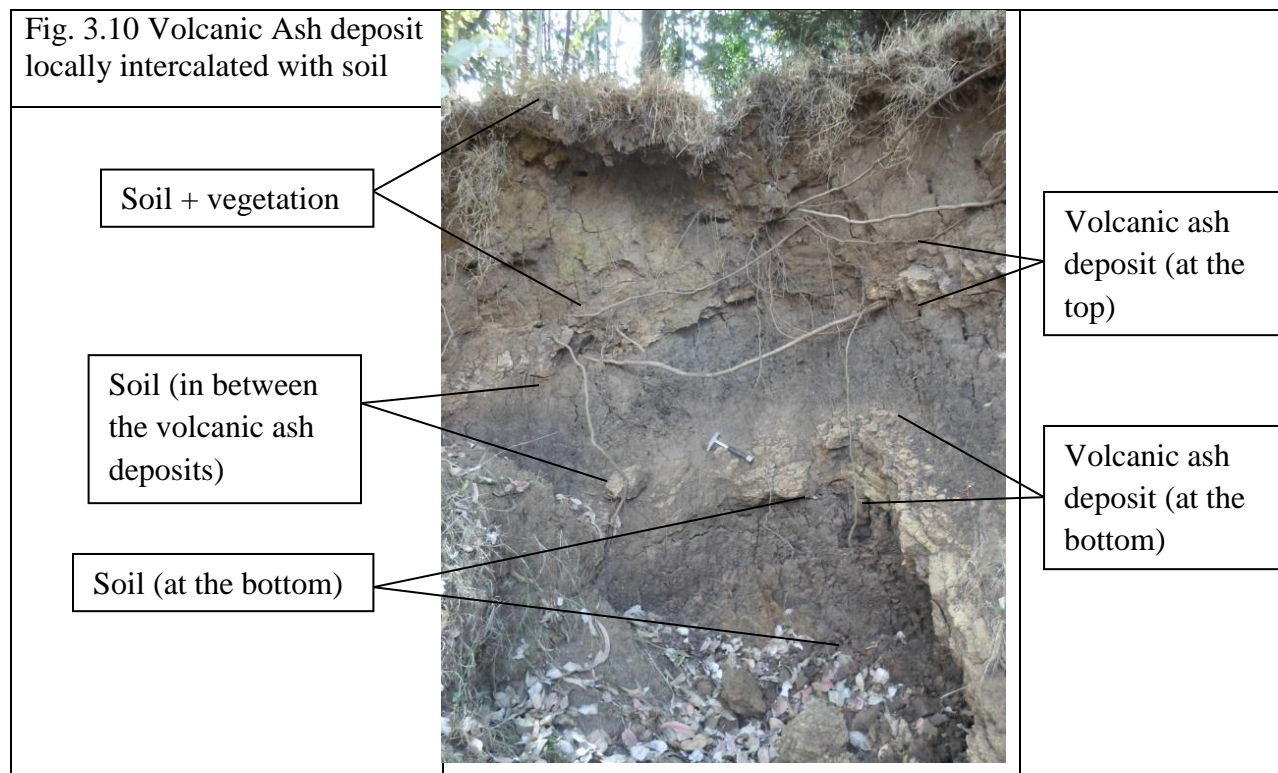 Fig. 3.10 Volcanic Ash deposit
locally intercalated with soil
Soil + vegetation
Volcanic ash
deposit (at the
top)
Soil (in between
the volcanic ash
deposits)
Volcanic ash
deposit (at the
bottom)
Soil (at the bottom)